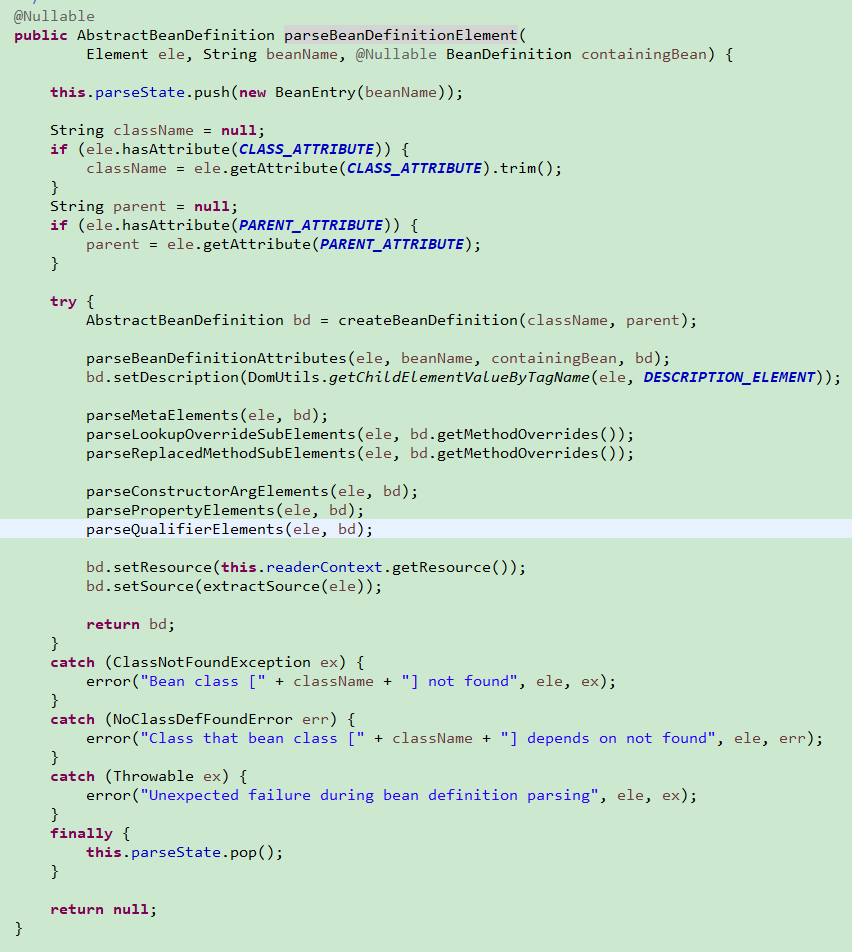 @Nullable
public AbstractBeanDefinition parseBeanDefinitionElement(
        Element ele, String beanName, @Nullable BeanDefinition containingBean) {

    this.parseState.push(new BeanEntry(beanName));

    String className = null;
    if (ele.hasAttribute(CLASS_ATTRIBUTE)) {
        className = ele.getAttribute(CLASS_ATTRIBUTE).trim();
    }
    String parent = null;
    if (ele.hasAttribute(PARENT_ATTRIBUTE)) {
        parent = ele.getAttribute(PARENT_ATTRIBUTE);
    }

    try {
        AbstractBeanDefinition bd = createBeanDefinition(className, parent);

        parseBeanDefinitionAttributes(ele, beanName, containingBean, bd);
        bd.setDescription(DomUtils.getChildElementValueByTagName(ele, DESCRIPTION_ELEMENT));

        parseMetaElements(ele, bd);
        parseLookupOverrideSubElements(ele, bd.getMethodOverrides());
        parseReplacedMethodSubElements(ele, bd.getMethodOverrides());

        parseConstructorArgElements(ele, bd);
        parsePropertyElements(ele, bd);
        parseQualifierElements(ele, bd);

        bd.setResource(this.readerContext.getResource());
        bd.setSource(extractSource(ele));

        return bd;
    }
    catch (ClassNotFoundException ex) {
        error("Bean class [" + className + "] not found", ele, ex);
    }
    catch (NoClassDefFoundError err) {
        error("Class that bean class [" + className + "] depends on not found", ele, err);
    }
    catch (Throwable ex) {
        error("Unexpected failure during bean definition parsing", ele, ex);
    }
    finally {
        this.parseState.pop();
    }

    return null;
}